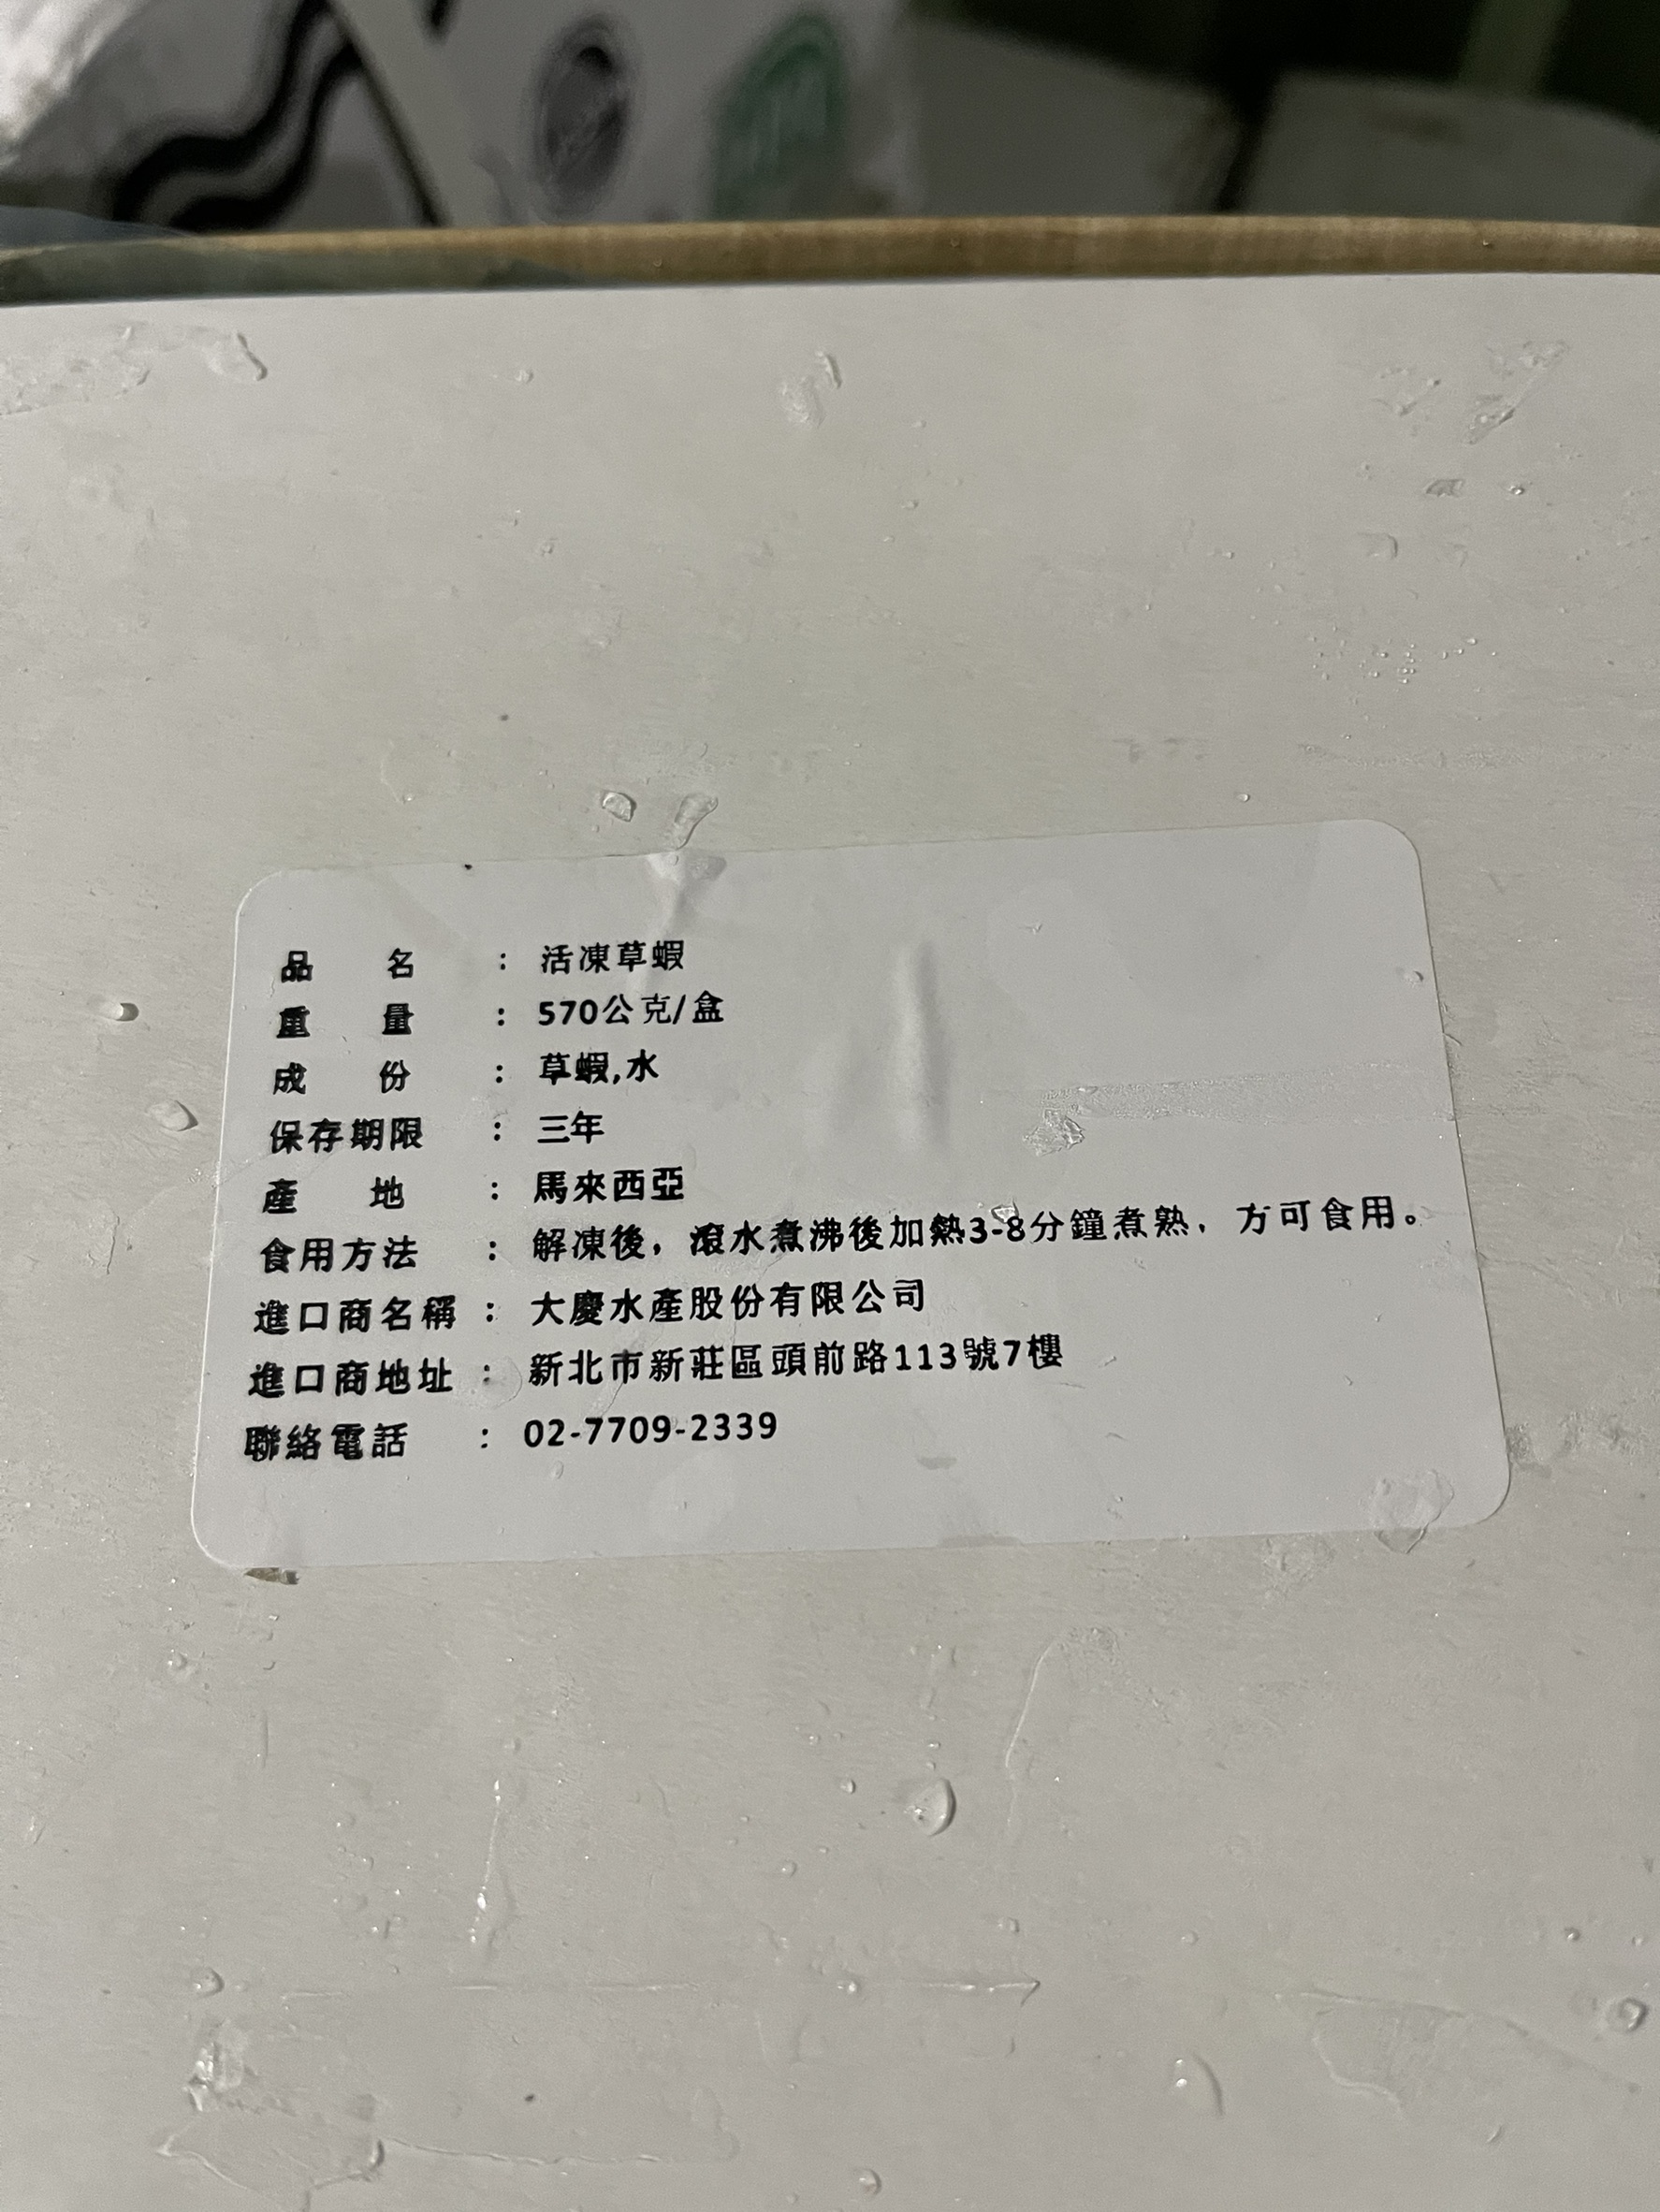 品名：活凍草蝦
重量：570公克/盒
成份：草蝦,水
保存期限：三年
產地：馬來西亞
食用方法：解凍後，滾水煮沸後加熱3-8分鐘煮熟，方可食用。
進口商名稱：大慶水產股份有限公司
進口商地址：新北市新莊區頭前路113號7樓
聯絡電話：02-7709-2339